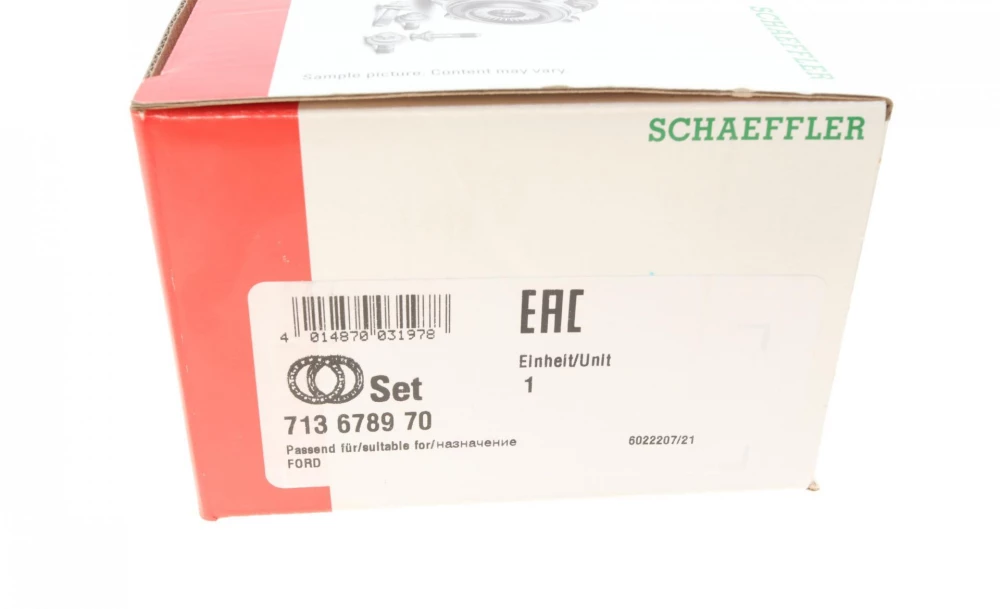 Sample picture. Content may vary
SCHAEFFLER
SCHAEFFLER
4 014870 031978
EAC
Einheit/Unit
1
Set
713 6789 70
Passend für/suitable for/назначение
FORD
6022207/21